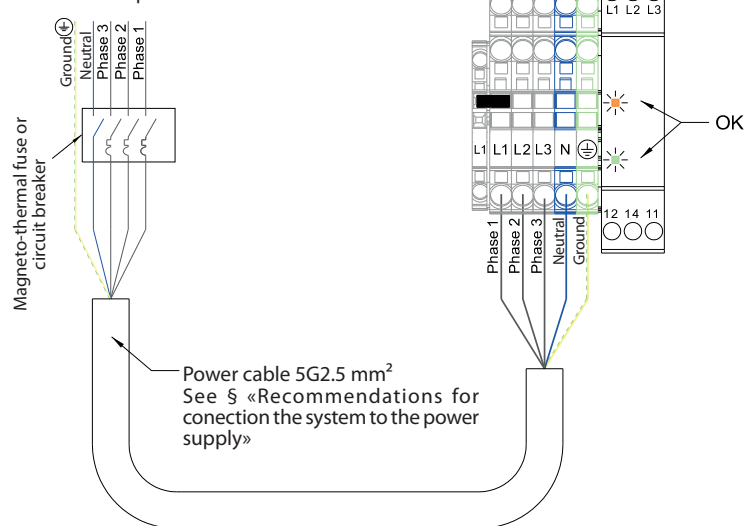 L1 L2 L3
Ground
Neutral
Phase 3
Phase 2
Phase 1
Magneto-thermal fuse or
circuit breaker
OK
L1 L1 L2 L3 N
12 14 11
Phase 1
Phase 2
Phase 3
Neutral
Ground
Power cable 5G2.5 mm²
See § «Recommendations for
conection the system to the power
supply»